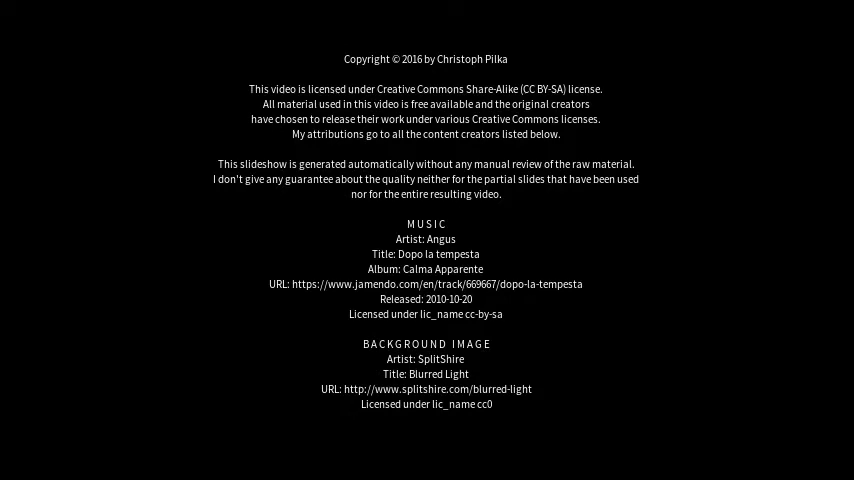 Copyright © 2016 by Christoph Pilka
This video is licensed under Creative Commons Share-Alike (CC BY-SA) license.
All material used in this video is free available and the original creators
have chosen to release their work under various Creative Commons licenses.
My attributions go to all the content creators listed below.
This slideshow is generated automatically without any manual review of the raw material.
I don't give any guarantee about the quality neither for the partial slides that have been used
nor for the entire resulting video.
MUSIC
Artist: Angus
Title: Dopo la tempesta
Album: Calma Apparente
URL: https://www.jamendo.com/en/track/669667/dopo-la-tempesta
Released: 2010-10-20
Licensed under lic_name cc-by-sa
BACKGROUND IMAGE
Artist: SplitShire
Title: Blurred Light
URL: http://www.splitshire.com/blurred-light
Licensed under lic_name cc0